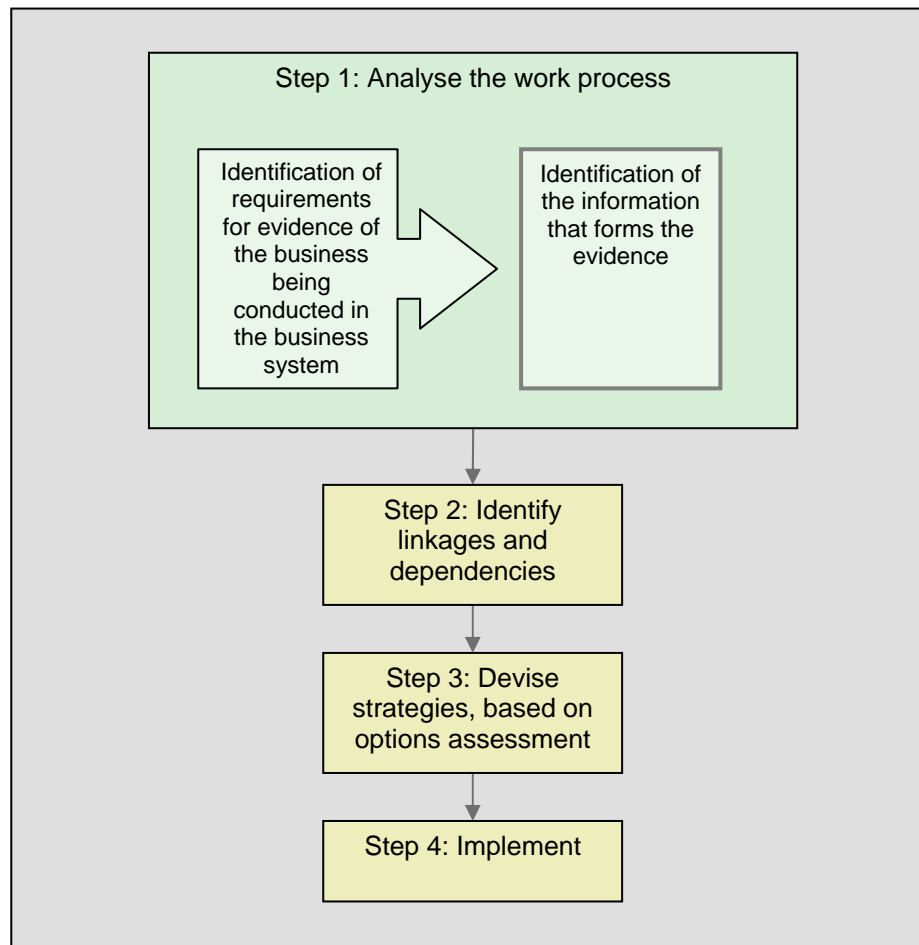 Step 1: Analyse the work process
Identification of
requirements
for evidence of
the business
being
conducted in
the business
system
Identification of
the information
that forms the
evidence
Step 2: Identify
linkages and
dependencies
Step 3: Devise
strategies, based on
options assessment
Step 4: Implement